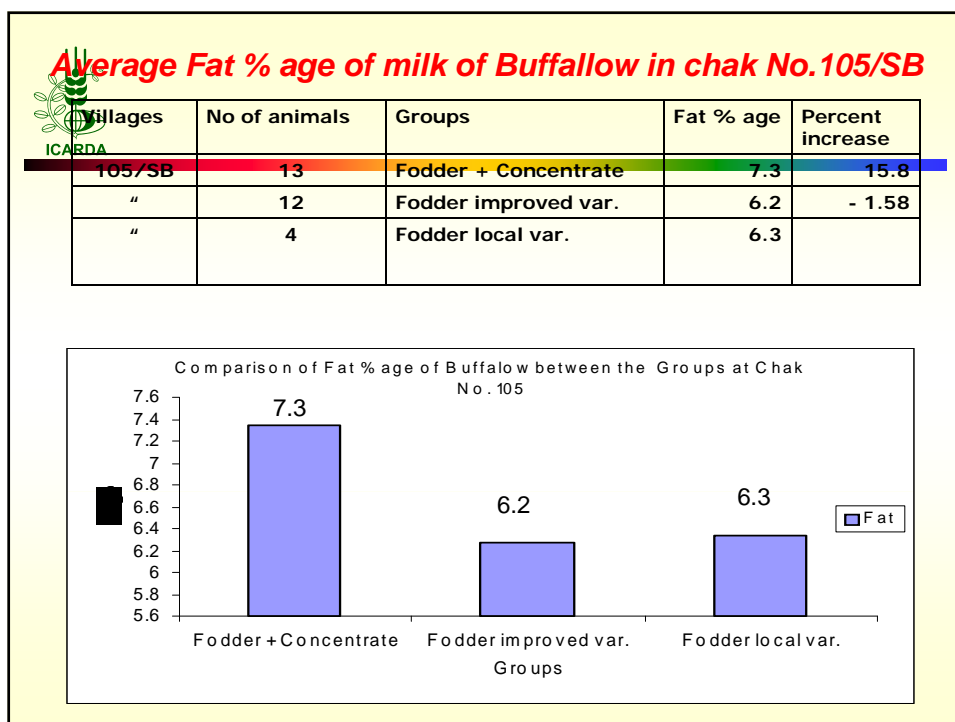 Average Fat % age of milk of Buffallow in chak No.105/SB
ICARDA
Villages No of animals Groups Fat % age Percent increase
105/SB 13 Fodder + Concentrate 7.3 15.8
“ 12 Fodder improved var. 6.2 - 1.58
“ 4 Fodder local var. 6.3
Comparison of Fat % age of Buffalow between the Groups at Chak
No. 105
7.6
7.4
7.2
7
6.8
6.6
6.4
6.2
6
5.8
5.6
7.3
6.2
6.3
Fat
Fodder + Concentrate Fodder improved var. Fodder local var.
Groups